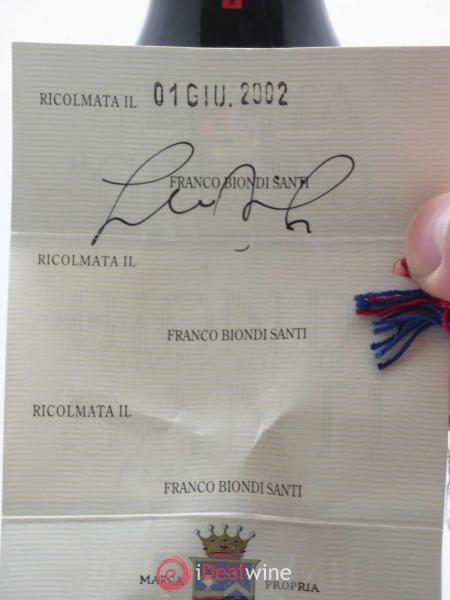 RICOLMATA IL 01 GIU. 2002
FRANCO BIONDI SANTI
RICOLMATA IL
FRANCO BIONDI SANTI
RICOLMATA IL
FRANCO BIONDI SANTI
MARCA PROPRIA
iDealwine